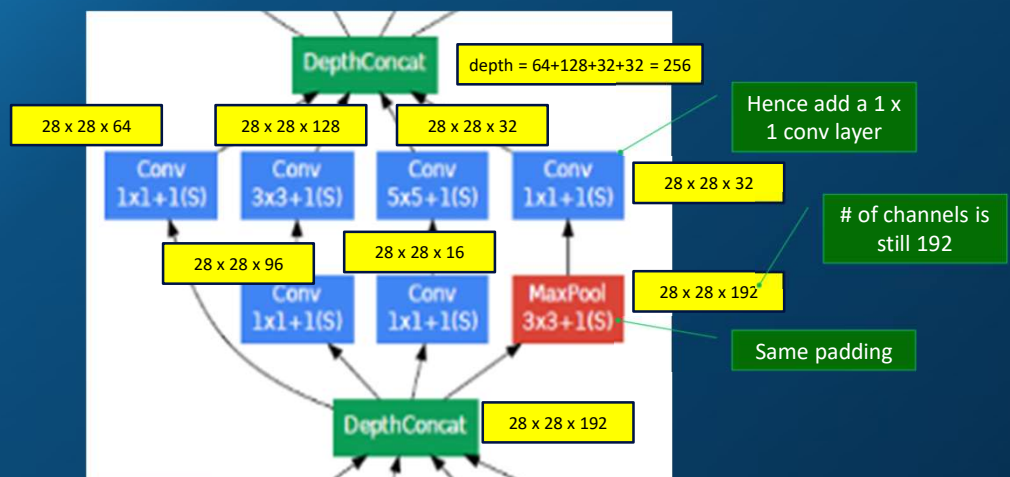 DepthConcat
depth = 64+128+32+32 = 256
Hence add a 1 x
1 conv layer
28 x 28 x 64
28 x 28 x 128
28 x 28 x 32
Conv
1x1+1(S)
Conv
3x3+1(S)
Conv
5x5+1(S)
Conv
1x1+1(S)
28 x 28 x 32
# of channels is
still 192
28 x 28 x 96
28 x 28 x 16
Conv
1x1+1(S)
Conv
1x1+1(S)
MaxPool
3x3+1(S)
28 x 28 x 192
Same padding
DepthConcat
28 x 28 x 192